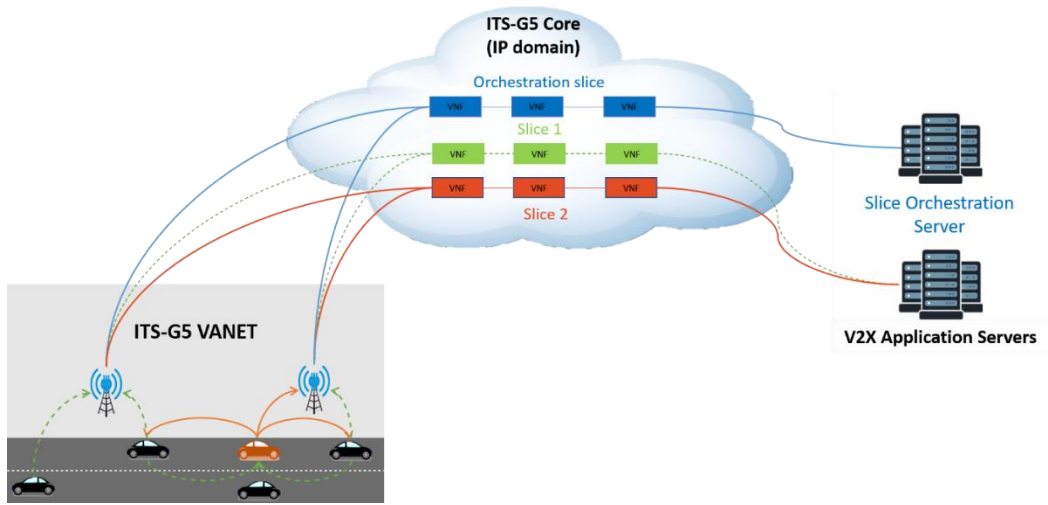 ITS-G5 Core
(IP domain)
Orchestration slice
VNF VNF VNF
Slice 1
VNF VNF VNF
VNF VNF VNF
Slice 2
Slice Orchestration
Server
V2X Application Servers
ITS-G5 VANET